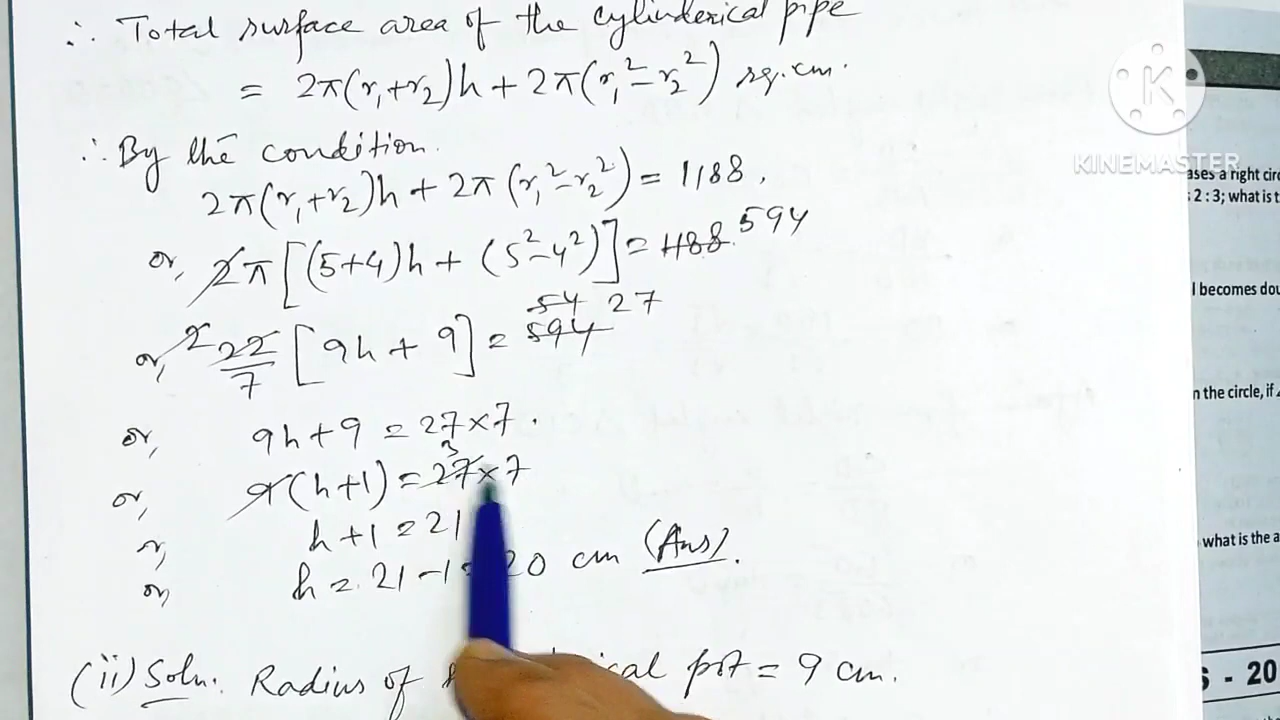 ∴ Total surface area of the cylinderical pipe
= 2π(r₁+r₂)h + 2π(r₁²−r₂²) sq.cm.
∴ By the condition.
2π(r₁+r₂)h + 2π(r₁²−r₂²) = 1188,
or, 2π[(5+4)h + (5²−4²)] = 1188. 594
54 27
or, 2 22/7 [9h + 9] = 594
or, 9h + 9 = 27×7.
3
or, 9(h+1) = 27×7
or, h+1 = 21
or, h = 21−1 = 20 cm (Ans).
(ii) Soln. Radius of pot = 9 cm.
K
KINEMASTER
ases a right circ
: 2 : 3; what is t
l becomes dou
n the circle, if
what is the a
S - 20